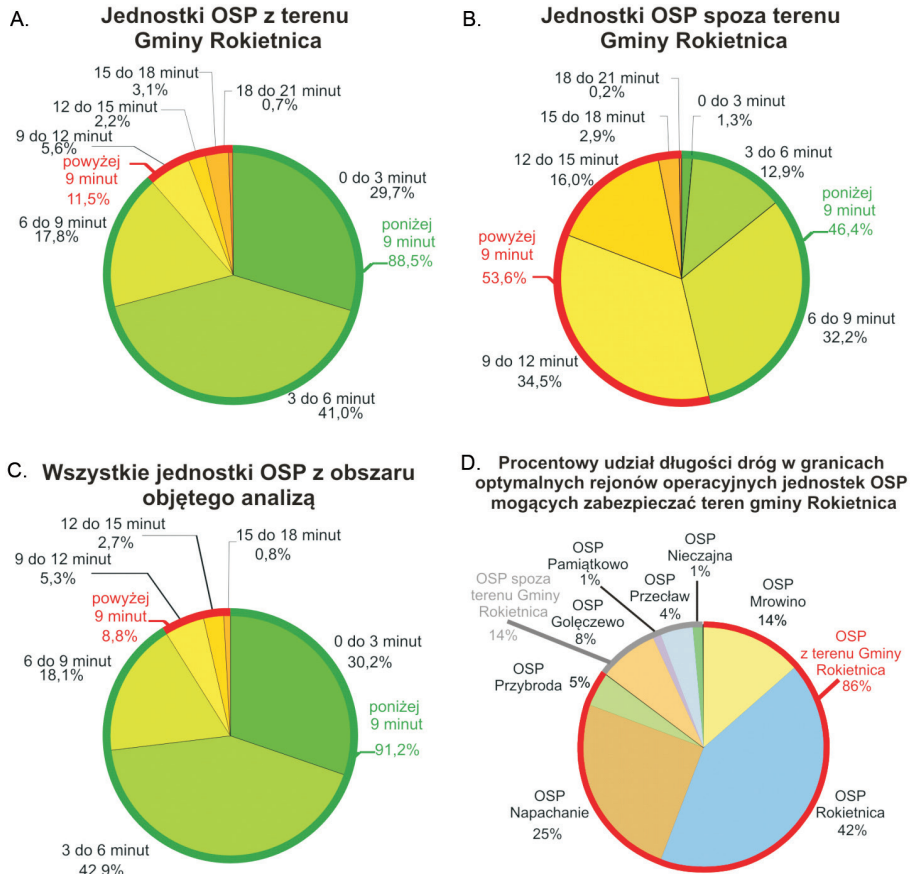 A.
Jednostki OSP z terenu
Gminy Rokietnica
15 do 18 minut
3,1%
18 do 21 minut
0,7%
12 do 15 minut
2,2%
9 do 12 minut
5,6%
powyżej
9 minut
11,5%
0 do 3 minut
29,7%
6 do 9 minut
17,8%
poniżej
9 minut
88,5%
3 do 6 minut
41,0%
B.
Jednostki OSP spoza terenu
Gminy Rokietnica
18 do 21 minut
0,2%
0 do 3 minut
1,3%
15 do 18 minut
2,9%
12 do 15 minut
16,0%
3 do 6 minut
12,9%
poniżej
9 minut
46,4%
powyżej
9 minut
53,6%
6 do 9 minut
32,2%
9 do 12 minut
34,5%
C.
Wszystkie jednostki OSP z obszaru
objętego analizą
12 do 15 minut
2,7%
15 do 18 minut
0,8%
9 do 12 minut
5,3%
powyżej
9 minut
8,8%
0 do 3 minut
30,2%
6 do 9 minut
18,1%
poniżej
9 minut
91,2%
3 do 6 minut
42,9%
D.
Procentowy udział długości dróg w granicach
optymalnych rejonów operacyjnych jednostek OSP
mogących zabezpieczać teren gminy Rokietnica
OSP
Nieczajna
1%
OSP
Pamiątkowo
1%
OSP
Przecław
4%
OSP spoza
terenu Gminy
Rokietnica
14%
OSP
Golęczewo
8%
OSP
Mrowino
14%
OSP
z terenu Gminy
Rokietnica
86%
OSP
Przybroda
5%
OSP
Napachanie
25%
OSP
Rokietnica
42%